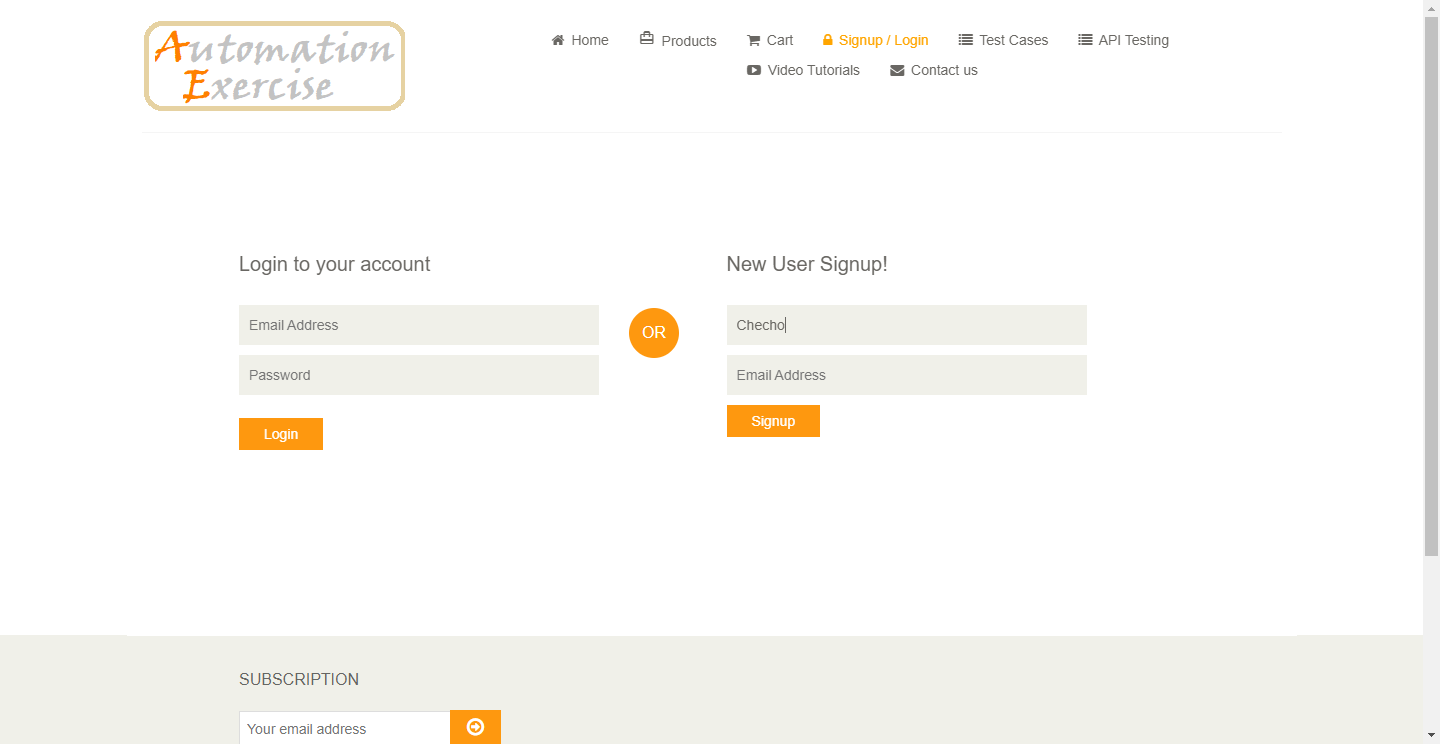 Automation
Exercise
Home
Products
Cart
Signup / Login
Test Cases
API Testing
Video Tutorials
Contact us
Login to your account
Email Address
Password
Login
OR
New User Signup!
Checho
Email Address
Signup
SUBSCRIPTION
Your email address